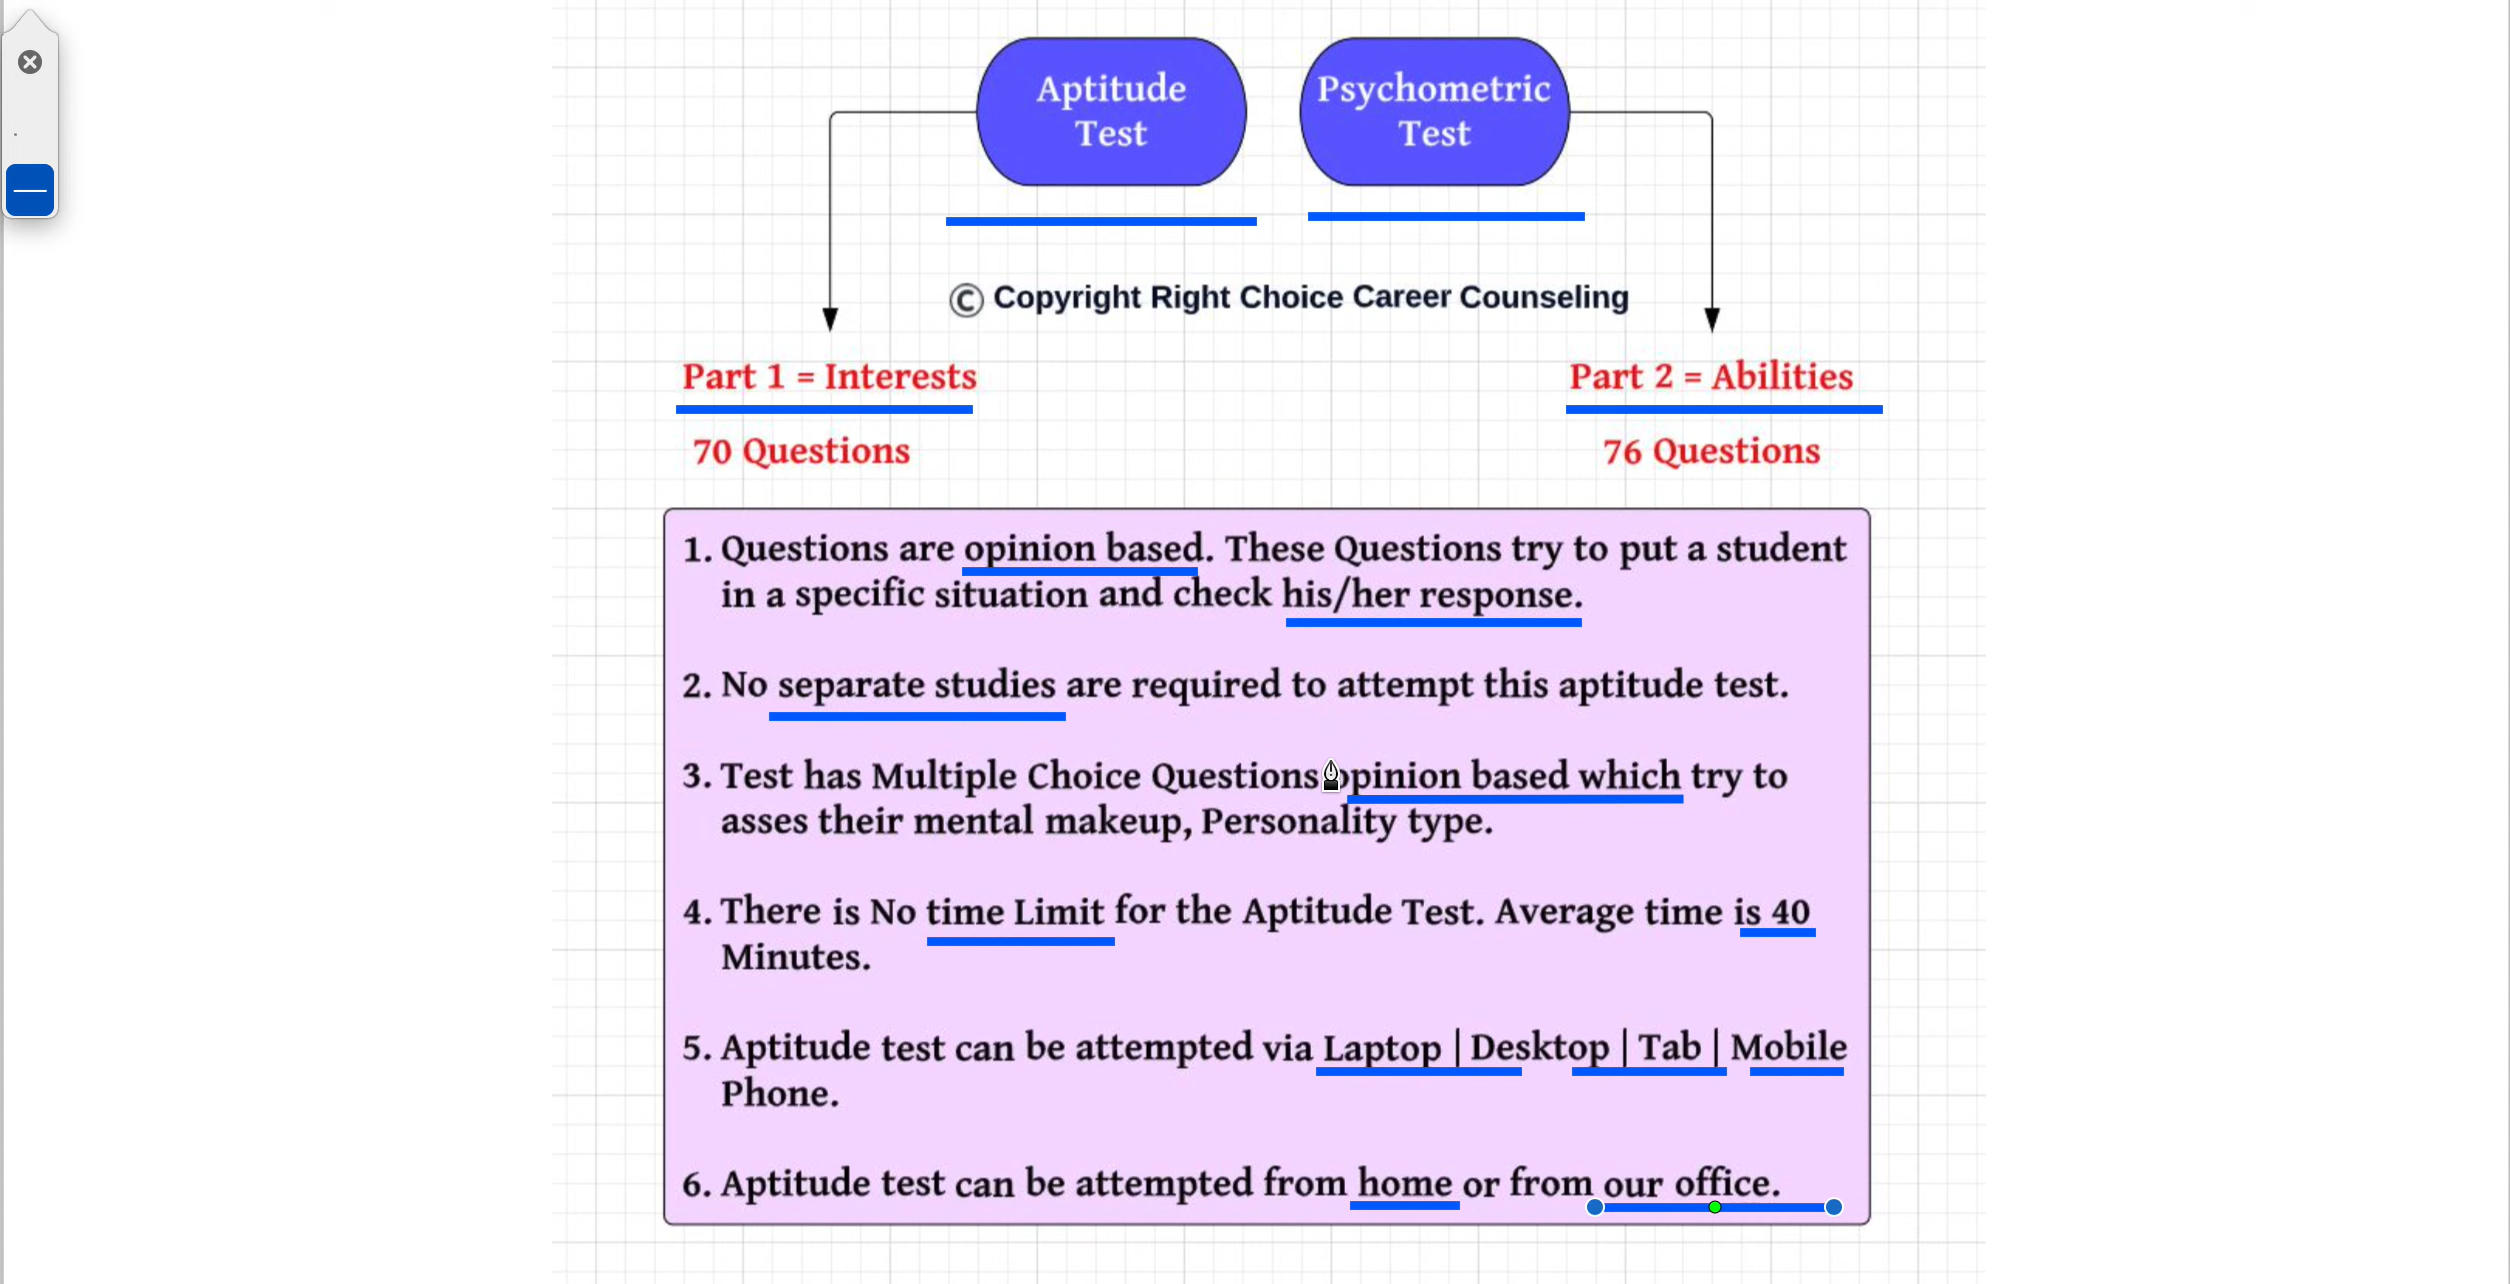 Aptitude
Test
Psychometric
Test
© Copyright Right Choice Career Counseling
Part 1 = Interests
Part 2 = Abilities
70 Questions
76 Questions
1. Questions are opinion based. These Questions try to put a student
in a specific situation and check his/her response.
2. No separate studies are required to attempt this aptitude test.
3. Test has Multiple Choice Questions opinion based which try to
asses their mental makeup, Personality type.
4. There is No time Limit for the Aptitude Test. Average time is 40
Minutes.
5. Aptitude test can be attempted via Laptop | Desktop | Tab | Mobile
Phone.
6. Aptitude test can be attempted from home or from our office.